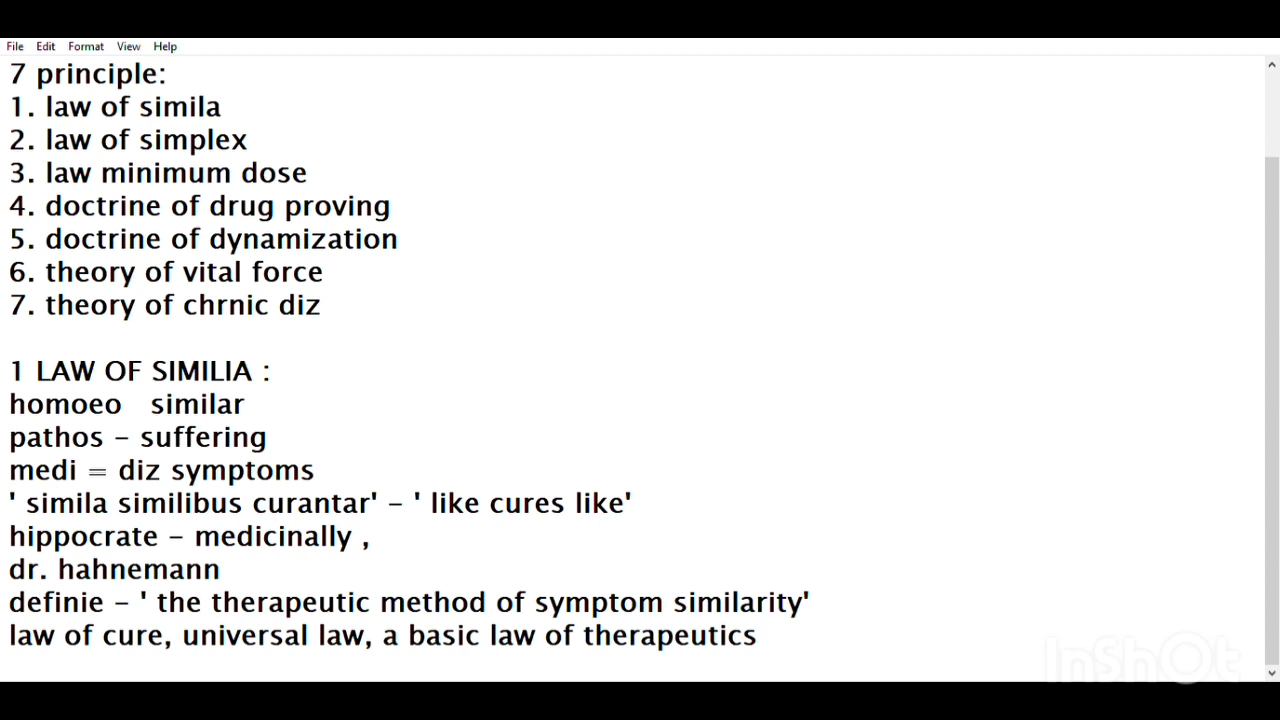 File Edit Format View Help
7 principle:
1. law of simila
2. law of simplex
3. law minimum dose
4. doctrine of drug proving
5. doctrine of dynamization
6. theory of vital force
7. theory of chrnic diz
1 LAW OF SIMILIA :
homoeo similar
pathos - suffering
medi = diz symptoms
' simila similibus curantar' - ' like cures like'
hippocrate - medicinally ,
dr. hahnemann
definie - ' the therapeutic method of symptom similarity'
law of cure, universal law, a basic law of therapeutics
InShOt